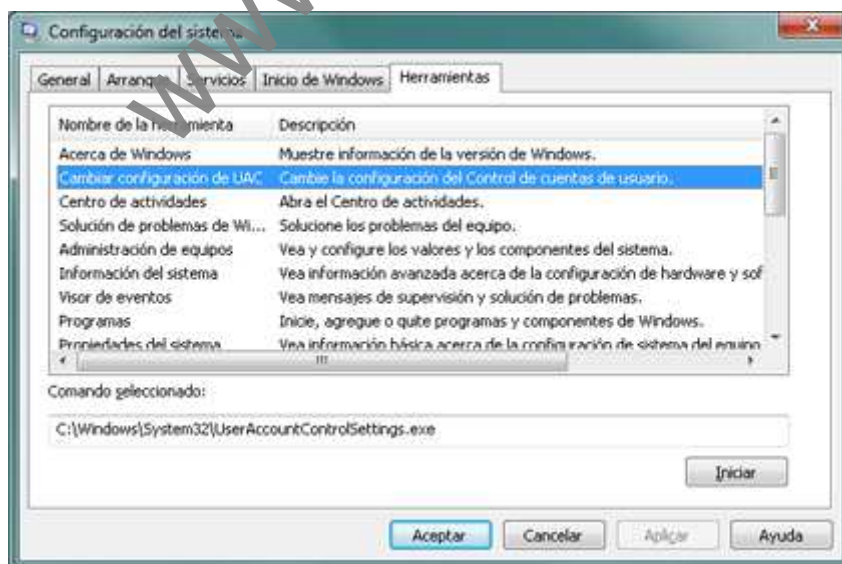 www
Configuración del sistema
General Arranque Servicios Inicio de Windows Herramientas
Nombre de la herramienta Descripción
Acerca de Windows Muestre información de la versión de Windows.
Cambiar configuración de UAC Cambie la configuración del Control de cuentas de usuario.
Centro de actividades Abra el Centro de actividades.
Solución de problemas de Wi... Solucione los problemas del equipo.
Administración de equipos Vea y configure los valores y los componentes del sistema.
Información del sistema Vea información avanzada acerca de la configuración de hardware y sof
Visor de eventos Vea mensajes de supervisión y solución de problemas.
Programas Inicie, agregue o quite programas y componentes de Windows.
Propiedades del sistema Vea información básica acerca de la configuración de sistema del equipo
Comando seleccionado:
C:\Windows\System32\UserAccountControlSettings.exe
Iniciar
Aceptar Cancelar Aplicar Ayuda